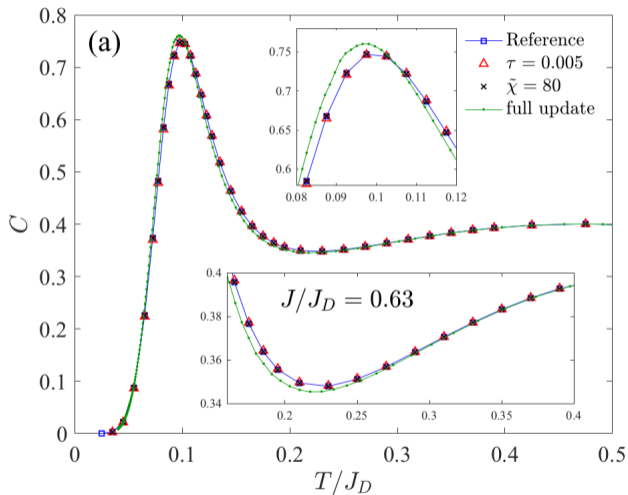 (a)
C
0.8
0.7
0.6
0.5
0.4
0.3
0.2
0.1
0
0 0.1 0.2 0.3 0.4 0.5
T/J_D
0.75
0.7
0.65
0.6
0.08 0.09 0.1 0.11 0.12
Reference
τ = 0.005
χ̃ = 80
full update
J/J_D = 0.63
0.4
0.38
0.36
0.34
0.2 0.25 0.3 0.35 0.4